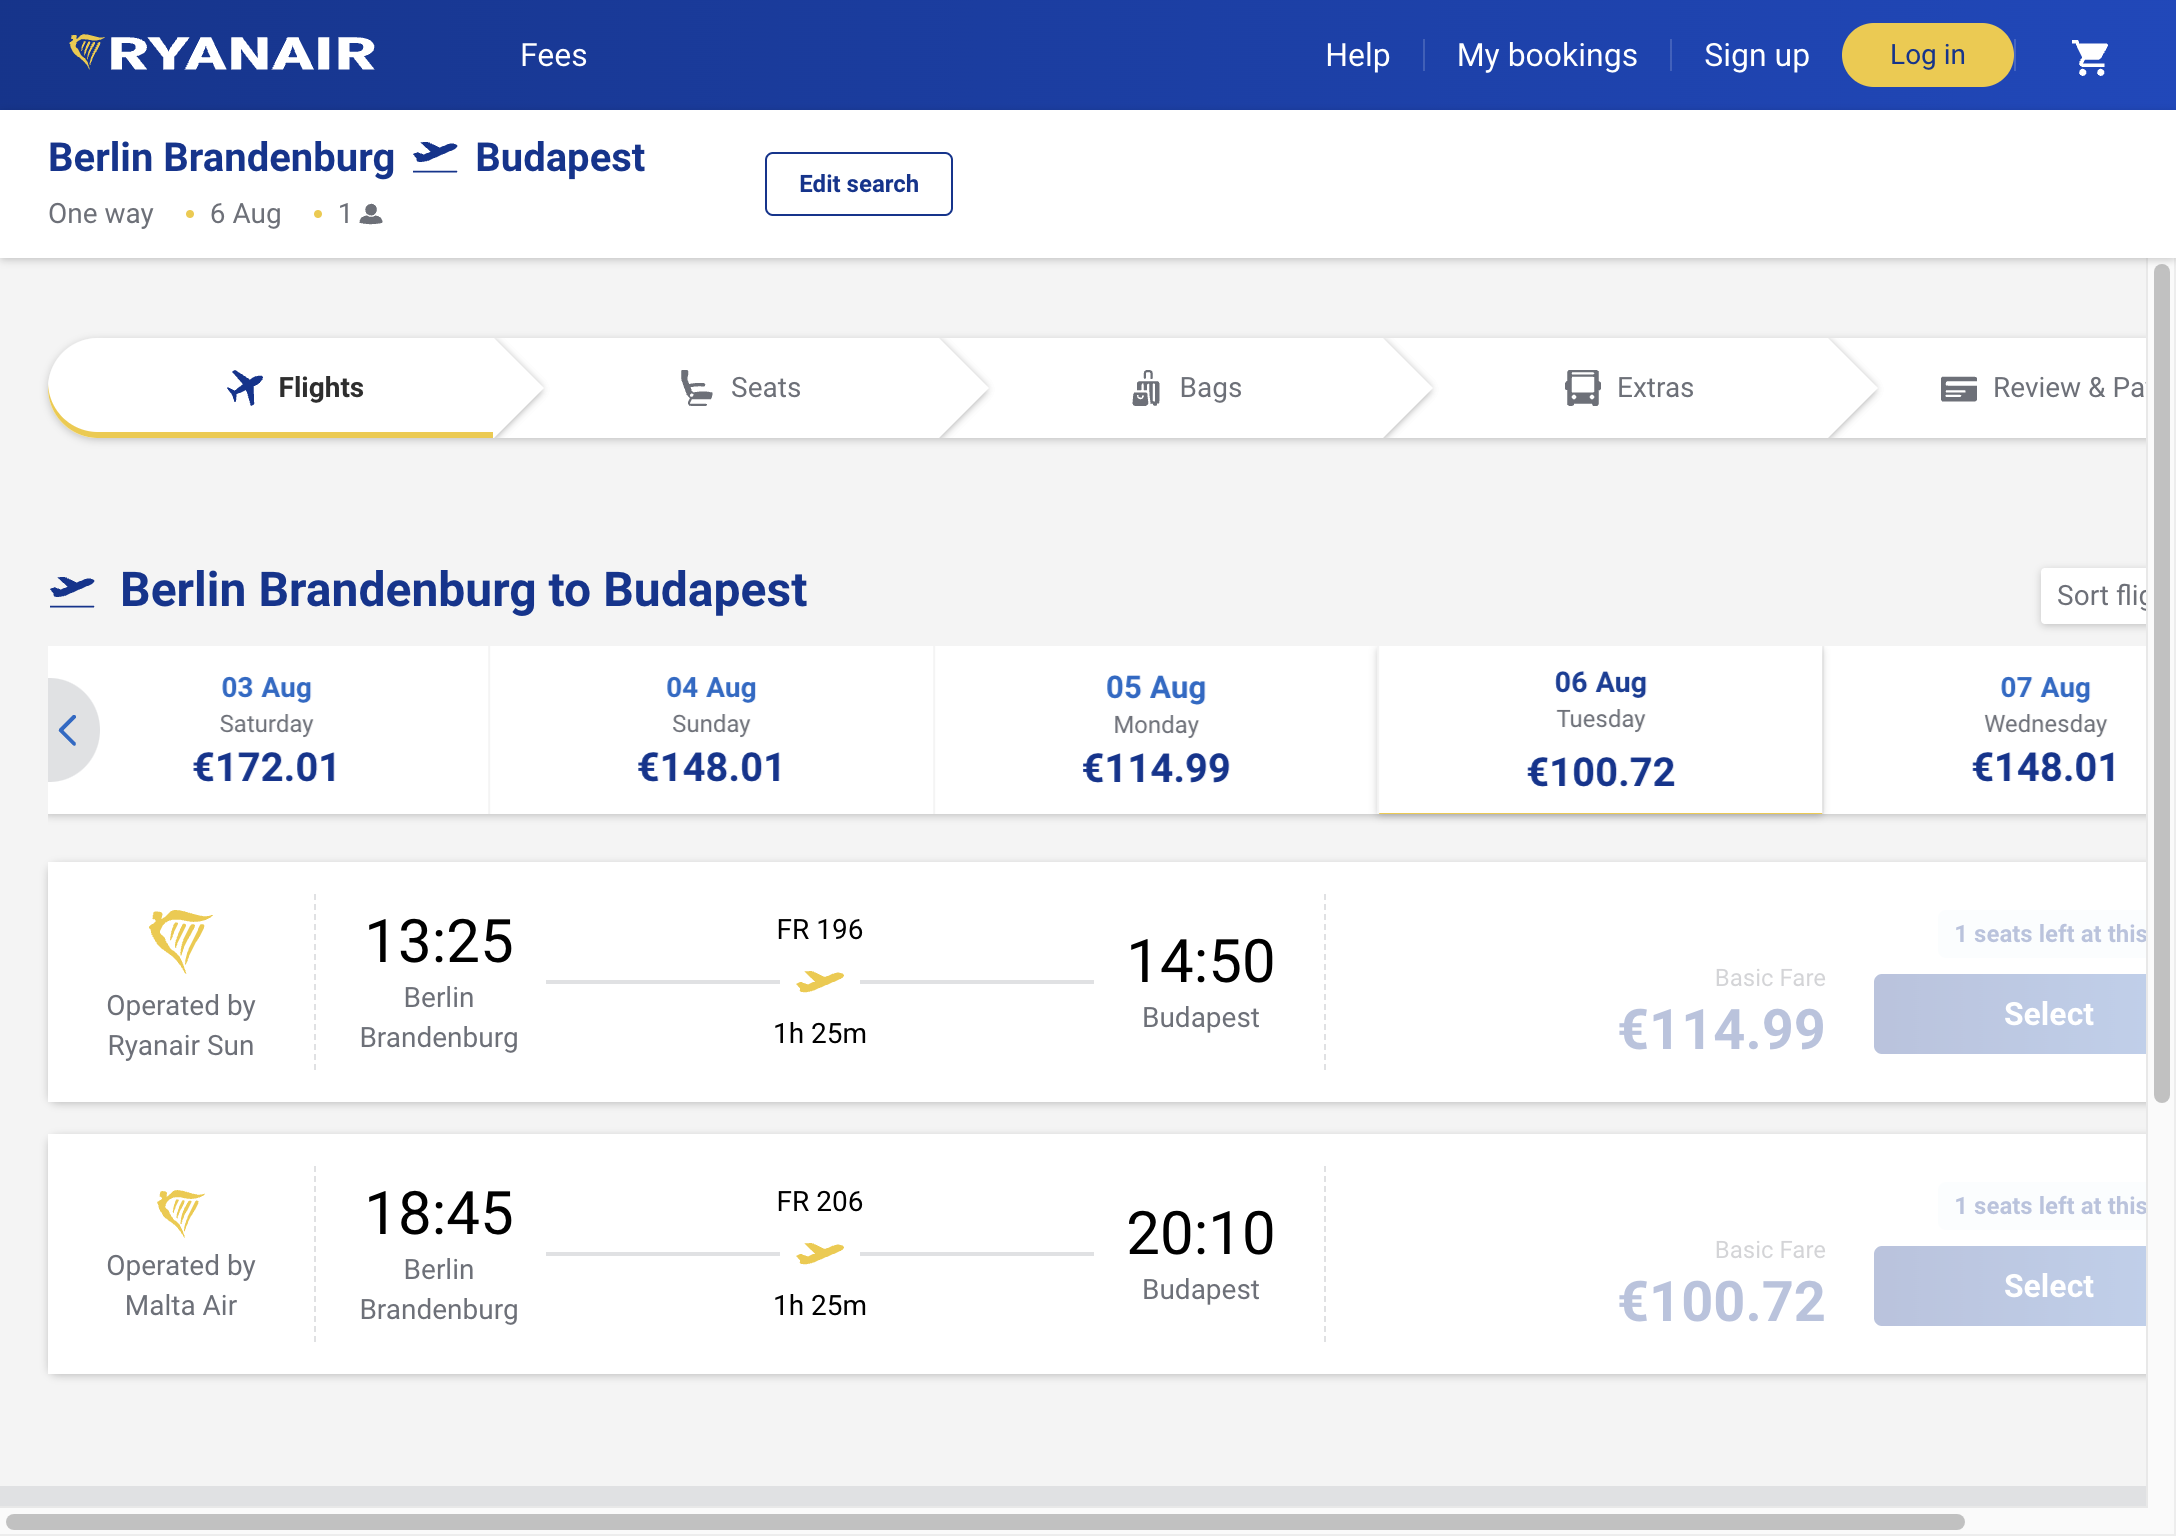 RYANAIR
Fees
Help
My bookings
Sign up
Log in
Berlin Brandenburg Budapest
One way • 6 Aug • 1
Edit search
Flights
Seats
Bags
Extras
Review &
Berlin Brandenburg to Budapest
Sort
03 Aug
Saturday
€172.01
04 Aug
Sunday
€148.01
05 Aug
Monday
€114.99
06 Aug
Tuesday
€100.72
07 Aug
Wednesday
€148.01
Operated by
Ryanair Sun
13:25
Berlin
Brandenburg
FR 196
1h 25m
14:50
Budapest
Basic Fare
€114.99
1 seats left at this
Select
Operated by
Malta Air
18:45
Berlin
Brandenburg
FR 206
1h 25m
20:10
Budapest
Basic Fare
€100.72
1 seats left at this
Select